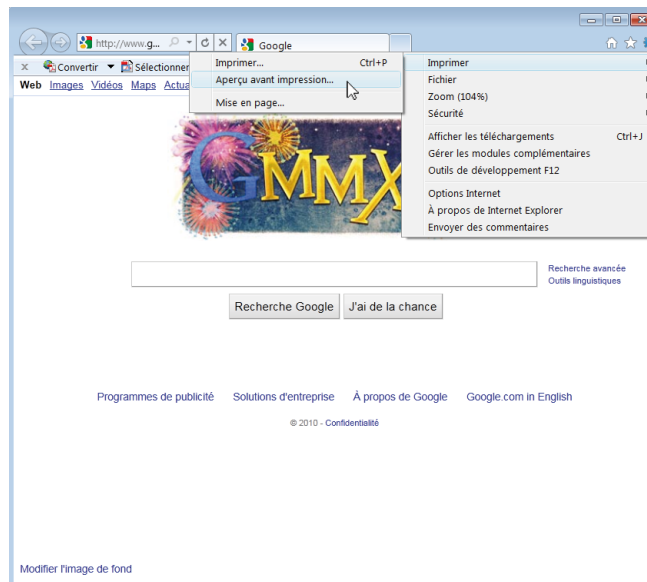 http://www.g...
Google
x Convertir Sélectionner
Web Images Vidéos Maps Actua
Imprimer... Ctrl+P
Aperçu avant impression...
Mise en page...
Imprimer
Fichier
Zoom (104%)
Sécurité
Afficher les téléchargements Ctrl+J
Gérer les modules complémentaires
Outils de développement F12
Options Internet
À propos de Internet Explorer
Envoyer des commentaires
GMMX
Recherche avancée
Outils linguistiques
Recherche Google J'ai de la chance
Programmes de publicité Solutions d'entreprise À propos de Google Google.com in English
© 2010 - Confidentialité
Modifier l'image de fond